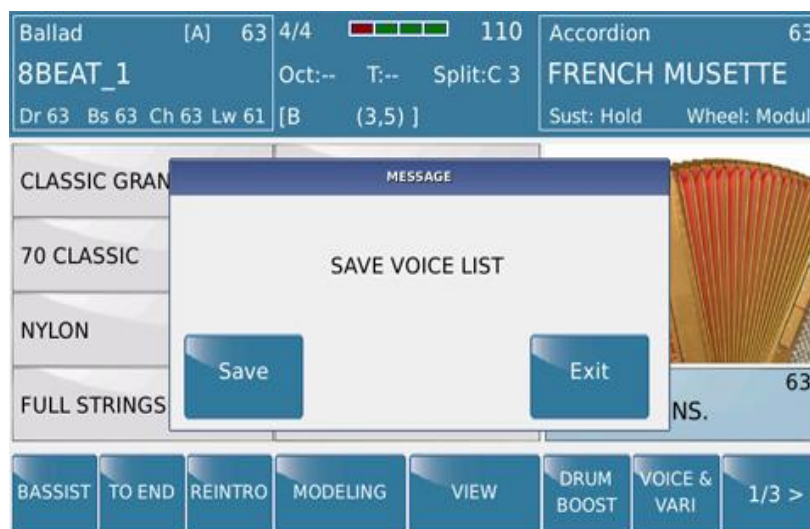 Ballad [A] 63 4/4 110 Accordion 63
8BEAT_1 Oct:-- T:-- Split:C 3 FRENCH MUSETTE
Dr 63 Bs 63 Ch 63 Lw 61 [B (3,5) ] Sust: Hold Wheel: Modul
CLASSIC GRAN
MESSAGE
70 CLASSIC
SAVE VOICE LIST
NYLON
Save Exit
63
FULL STRINGS NS.
BASSIST TO END REINTRO MODELING VIEW DRUM BOOST VOICE & VARI 1/3 >